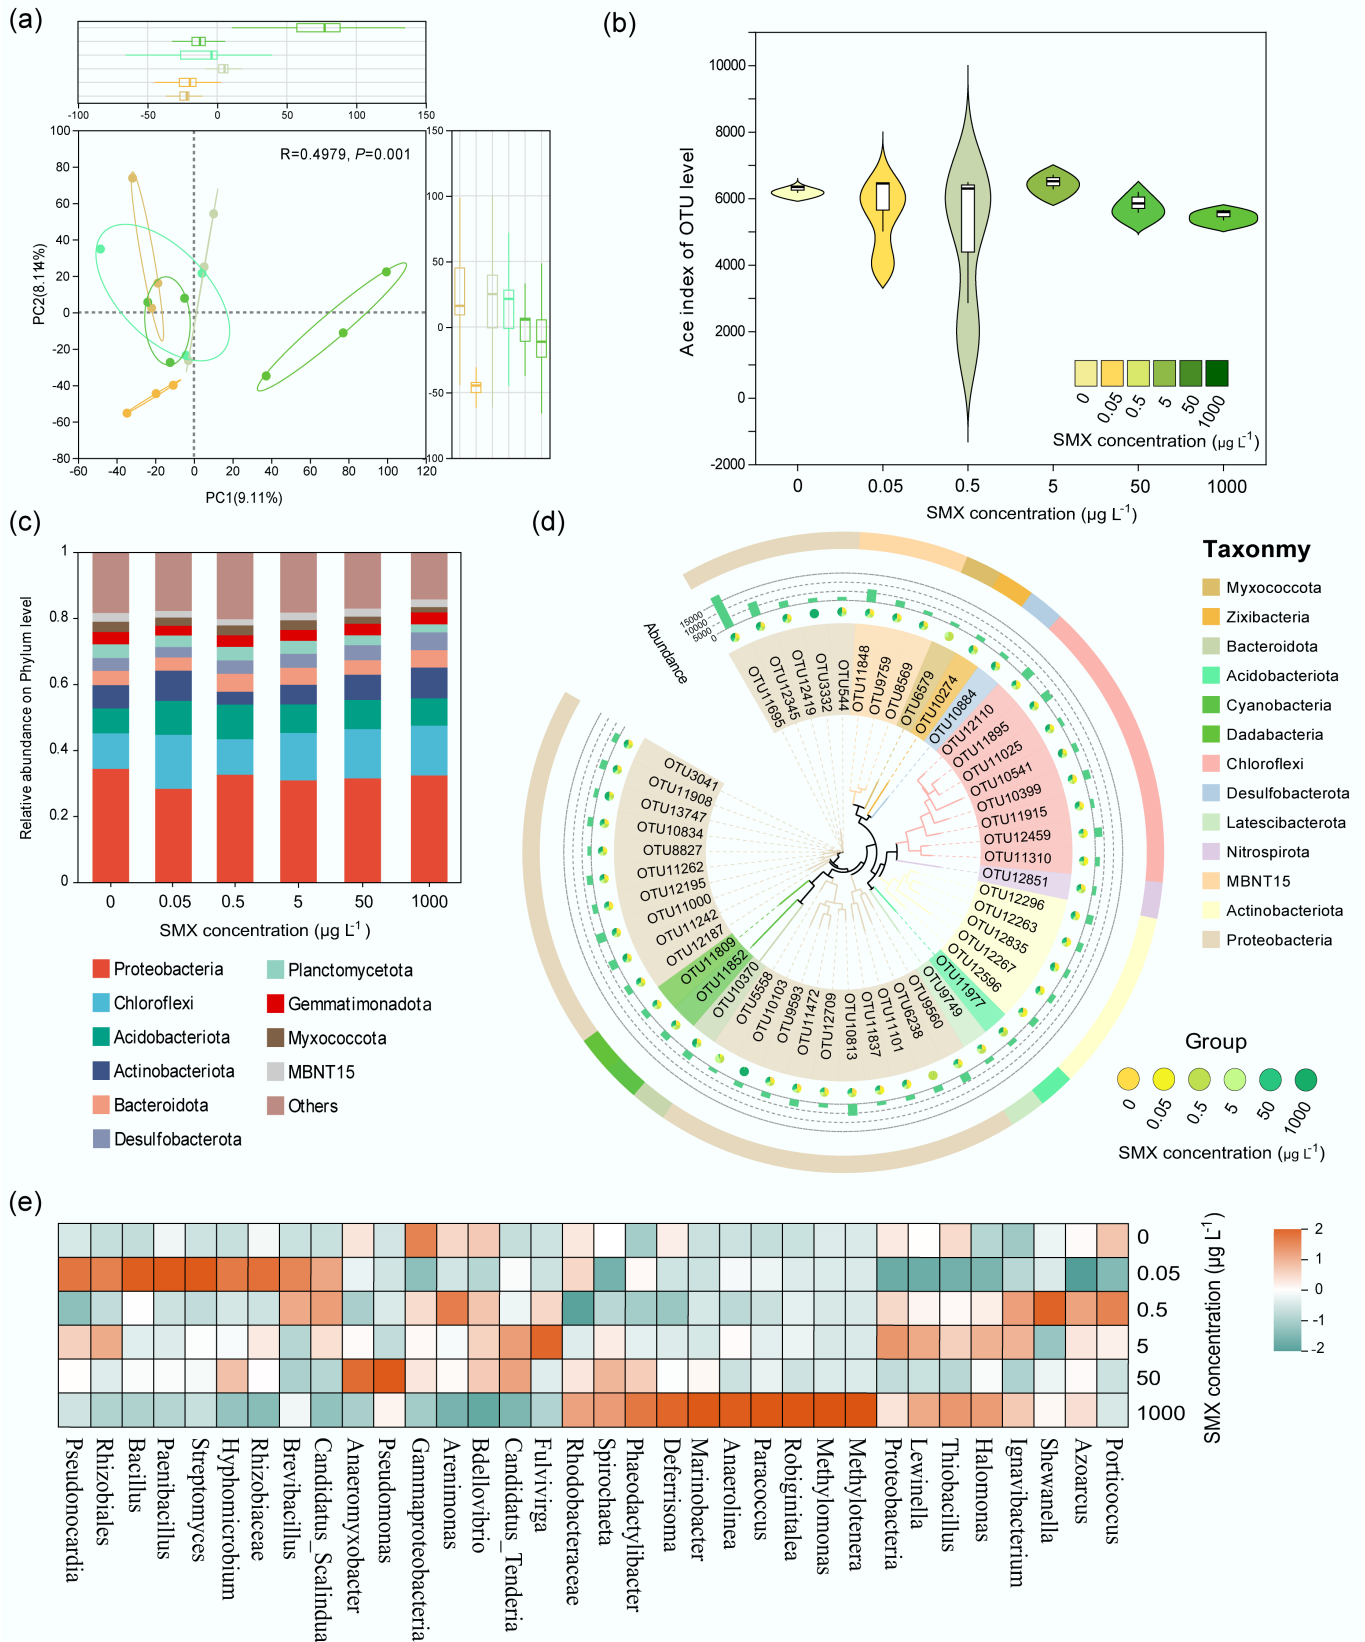 (a)
-100 -50 0 50 100 150
R=0.4979, P=0.001
100
80
60
40
20
0
-20
-40
-60
-80
PC2(8.114%)
-60 -40 -20 0 20 40 60 80 100 120
PC1(9.11%)
150
100
50
0
-50
-100
(b)
Ace index of OTU level
10000
8000
6000
4000
2000
0
-2000
0 0.05 0.5 5 50 1000
SMX concentration (µg L-1)
0 0.05 0.5 5 50 1000
SMX concentration (µg L-1)
(c)
Relative abundance on Phylum level
1
0.8
0.6
0.4
0.2
0
0 0.05 0.5 5 50 1000
SMX concentration (µg L-1)
Proteobacteria
Chloroflexi
Acidobacteriota
Actinobacteriota
Bacteroidota
Desulfobacterota
Planctomycetota
Gemmatimonadota
Myxococcota
MBNT15
Others
(d)
Abundance
15000
10000
5000
0
OTU11695
OTU12345
OTU12419
OTU3332
OTU544
OTU11848
OTU9759
OTU8569
OTU6579
OTU10274
OTU10884
OTU12110
OTU11895
OTU11025
OTU10541
OTU10399
OTU11915
OTU12459
OTU11310
OTU12851
OTU12296
OTU12263
OTU12835
OTU12267
OTU12596
OTU11977
OTU9749
OTU9560
OTU6238
OTU11101
OTU11837
OTU10813
OTU12709
OTU11472
OTU9593
OTU10103
OTU5558
OTU10370
OTU11852
OTU11809
OTU12187
OTU11242
OTU11000
OTU12195
OTU11262
OTU8827
OTU10834
OTU13747
OTU11908
OTU3041
Taxonmy
Myxococcota
Zixibacteria
Bacteroidota
Acidobacteriota
Cyanobacteria
Dadabacteria
Chloroflexi
Desulfobacterota
Latescibacterota
Nitrospirota
MBNT15
Actinobacteriota
Proteobacteria
Group
0 0.05 0.5 5 50 1000
SMX concentration (µg L-1)
(e)
0
0.05
0.5
5
50
1000
SMX concentration (µg L-1)
2
1
0
-1
-2
Pseudonocardia
Rhizobiales
Bacillus
Paenibacillus
Streptomyces
Hyphomicrobium
Rhizobiaceae
Brevibacillus
Candidatus_Scalindua
Anaeromyxobacter
Pseudomonas
Gammaproteobacteria
Arenimonas
Bdellovibrio
Candidatus_Tenderia
Fulvivirga
Rhodobacteraceae
Spirochaeta
Phaeodactylibacter
Deferrisoma
Marinobacter
Anaerolinea
Paracoccus
Robiginitalea
Methylomonas
Methylotenera
Proteobacteria
Lewinella
Thiobacillus
Halomonas
Ignavibacterium
Shewanella
Azoarcus
Porticoccus